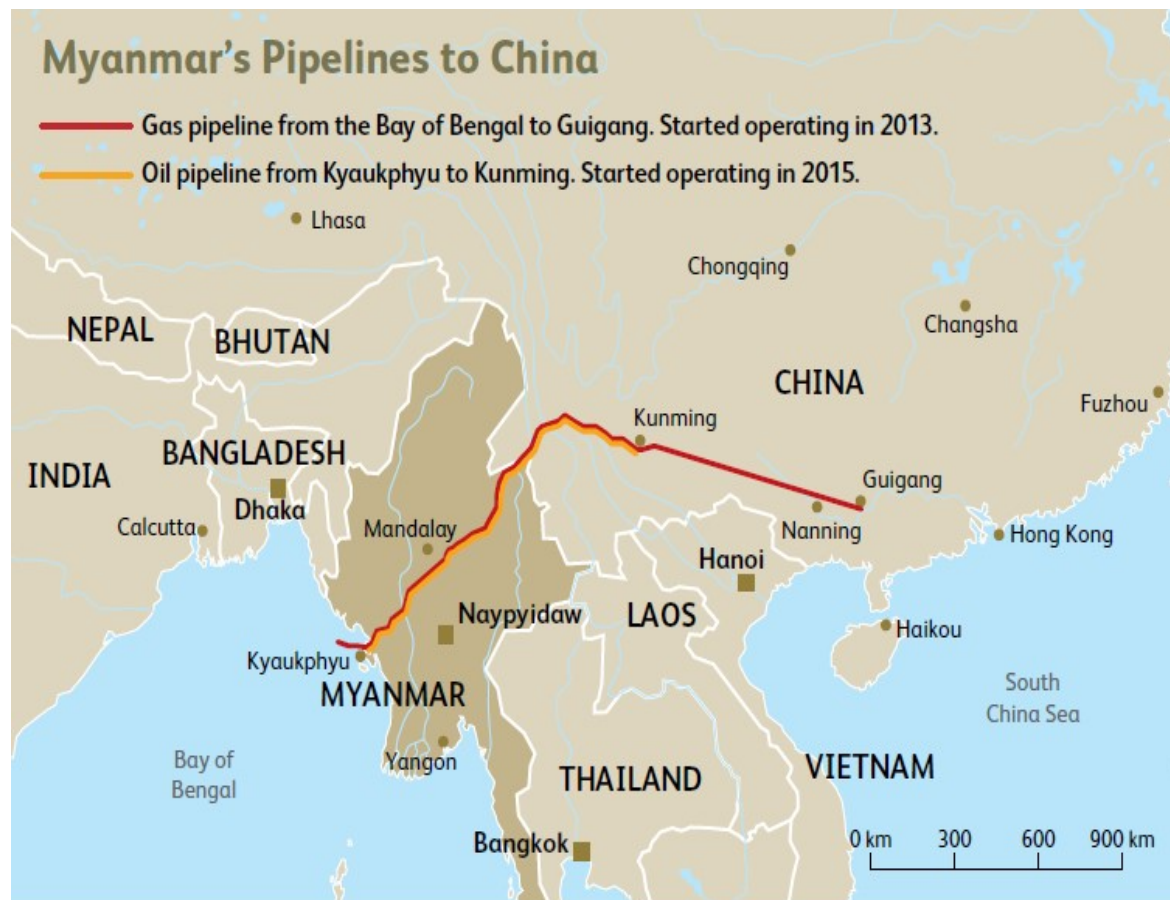 Myanmar's Pipelines to China
Gas pipeline from the Bay of Bengal to Guigang. Started operating in 2013.
Oil pipeline from Kyaukphyu to Kunming. Started operating in 2015.
Lhasa
Chongqing
Changsha
NEPAL
BHUTAN
CHINA
Fuzhou
Kunming
BANGLADESH
INDIA
Guigang
Dhaka
Calcutta
Mandalay
Nanning
Hong Kong
Hanoi
Naypyidaw
LAOS
Haikou
Kyaukphyu
MYANMAR
South
China Sea
Bay of
Bengal
Yangon
THAILAND
VIETNAM
Bangkok
0 km 300 600 900 km